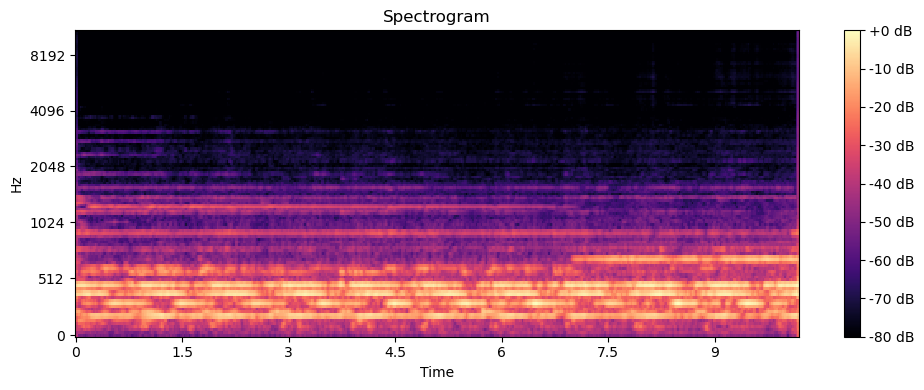 Spectrogram
8192
4096
2048
1024
512
0
Hz
0
1.5
3
4.5
6
7.5
9
Time
+0 dB
-10 dB
-20 dB
-30 dB
-40 dB
-50 dB
-60 dB
-70 dB
-80 dB